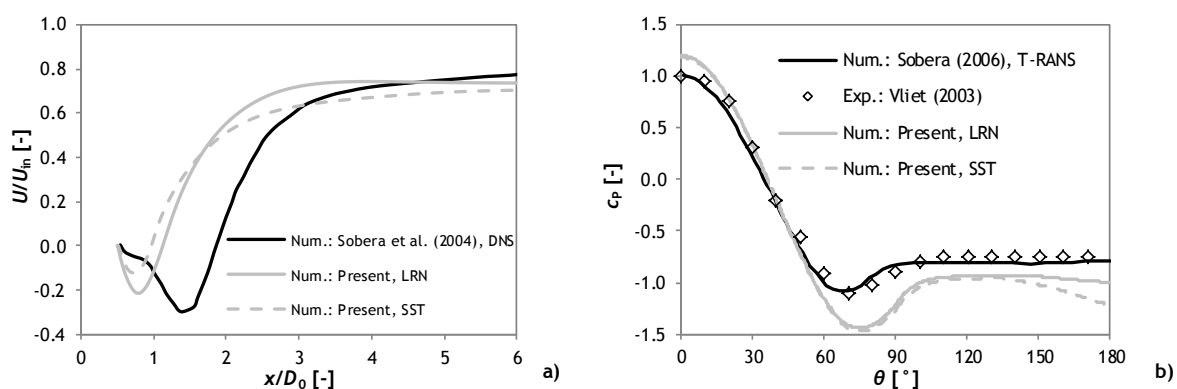 1.0
0.8
0.6
0.4
0.2
0.0
-0.2
-0.4
U/Uin [-]
0 1 2 3 4 5 6
x/D0 [-]
Num.: Sobera et al. (2004), DNS
Num.: Present, LRN
Num.: Present, SST
a)
1.5
1.0
0.5
0.0
-0.5
-1.0
-1.5
cP [-]
0 30 60 90 120 150 180
θ [°]
Num.: Sobera (2006), T-RANS
Exp.: Vliet (2003)
Num.: Present, LRN
Num.: Present, SST
b)